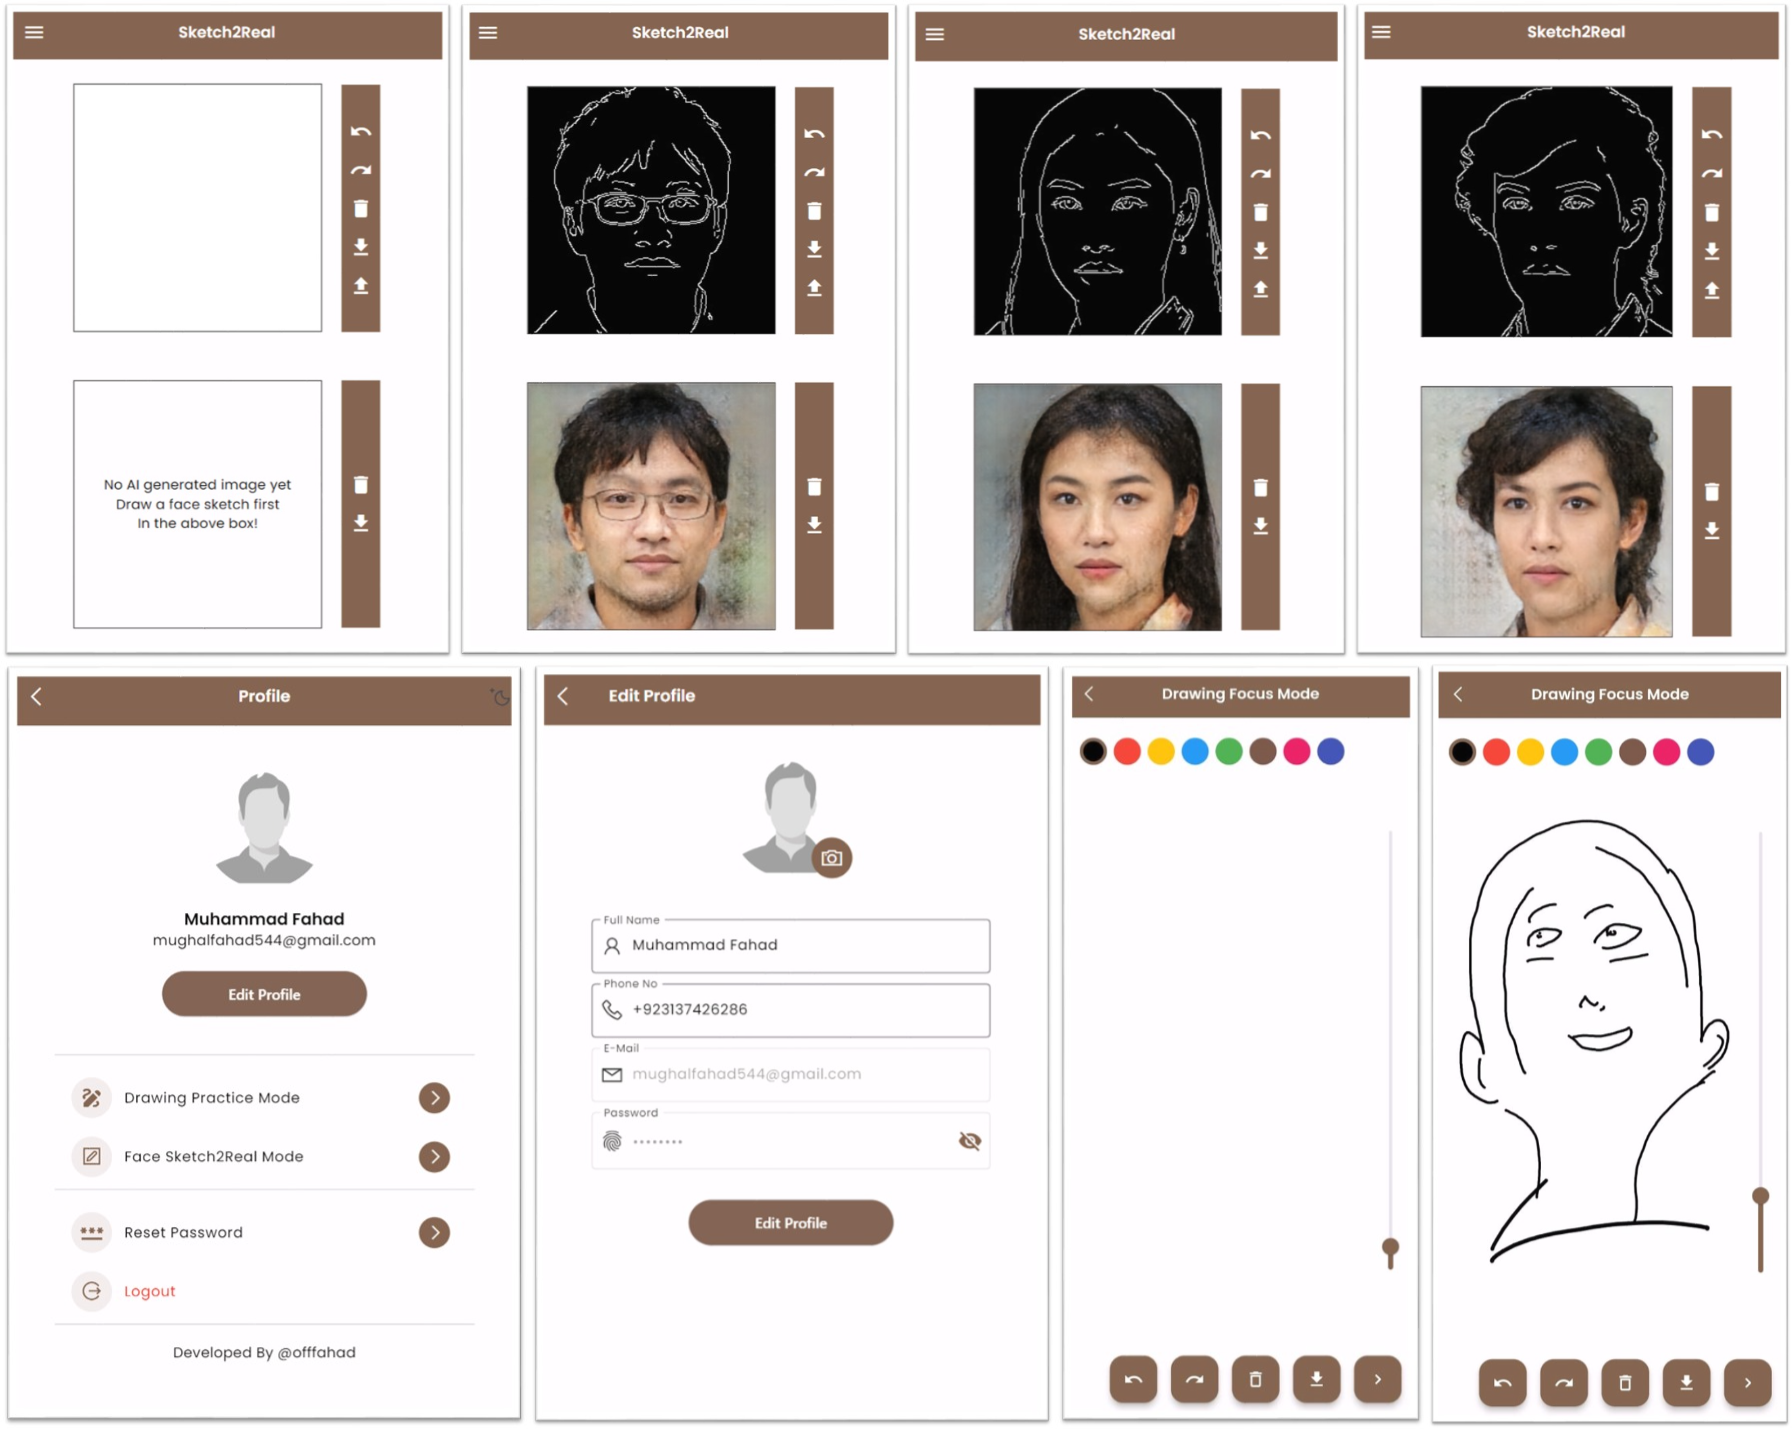 Sketch2Real
No AI generated image yet
Draw a face sketch first
In the above box!
Sketch2Real
Sketch2Real
Sketch2Real
Profile
Muhammad Fahad
mughalfahad544@gmail.com
Edit Profile
Drawing Practice Mode
Face Sketch2Real Mode
Reset Password
Logout
Developed By @offfahad
Edit Profile
Full Name
Muhammad Fahad
Phone No
+923137426286
E-Mail
mughalfahad544@gmail.com
Password
Edit Profile
Drawing Focus Mode
Drawing Focus Mode